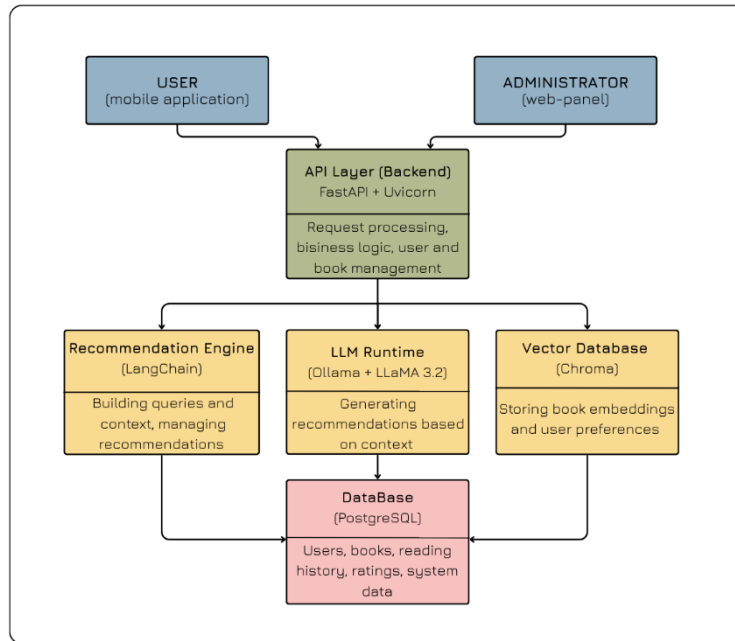 USER
(mobile application)
ADMINISTRATOR
(web-panel)
API Layer (Backend)
FastAPI + Uvicorn
Request processing,
bisiness logic, user and
book management
Recommendation Engine
(LangChain)
Building queries and
context, managing
recommendations
LLM Runtime
(Ollama + LLaMA 3.2)
Generating
recommendations based
on context
Vector Database
(Chroma)
Storing book embeddings
and user preferences
DataBase
(PostgreSQL)
Users, books, reading
history, ratings, system
data